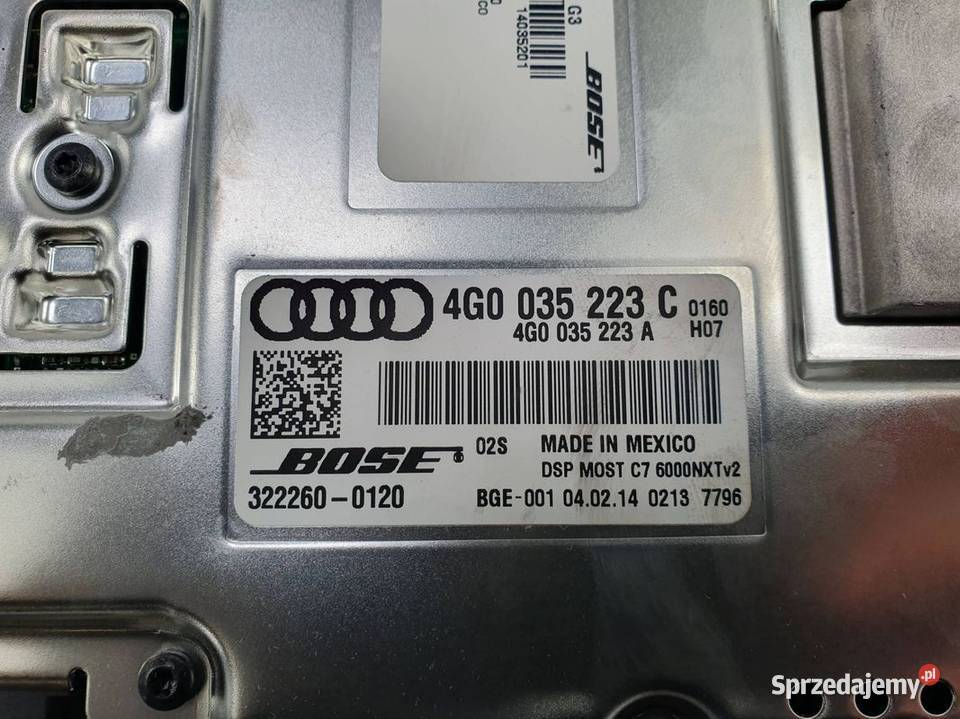 G3
14035201
BOSE
4G0 035 223 C 0160
4G0 035 223 A H07
BOSE 02S MADE IN MEXICO
DSP MOST C7 6000NXTv2
322260-0120 BGE-001 04.02.14 0213 7796
Sprzedajemy.pl